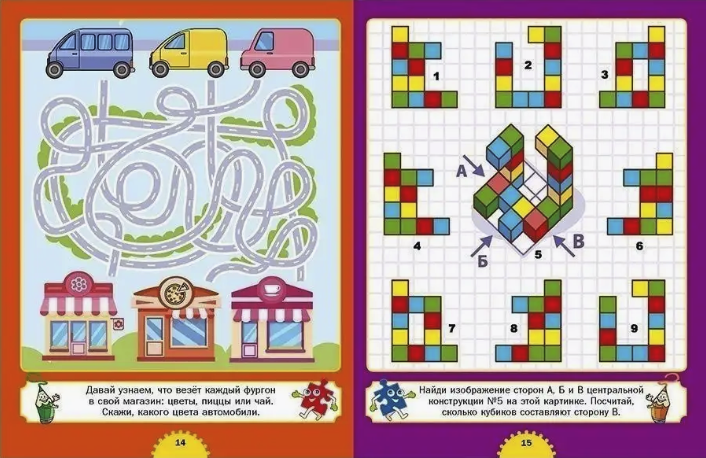 Давай узнаем, что везёт каждый фургон
в свой магазин: цветы, пиццы или чай.
Скажи, какого цвета автомобили.
14
1
2
3
А
Б
В
5
4
6
7
8
9
Найди изображение сторон А, Б и В центральной
конструкции №5 на этой картинке. Посчитай,
сколько кубиков составляют сторону В.
15